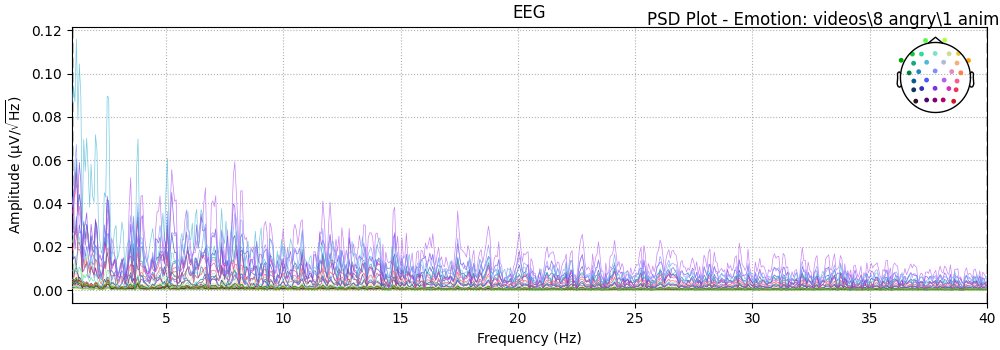 EEG
PSD Plot - Emotion: videos\8 angry\1 anim
0.12
0.10
0.08
0.06
0.04
0.02
0.00
Amplitude (µV/√Hz)
5 10 15 20 25 30 35 40
Frequency (Hz)